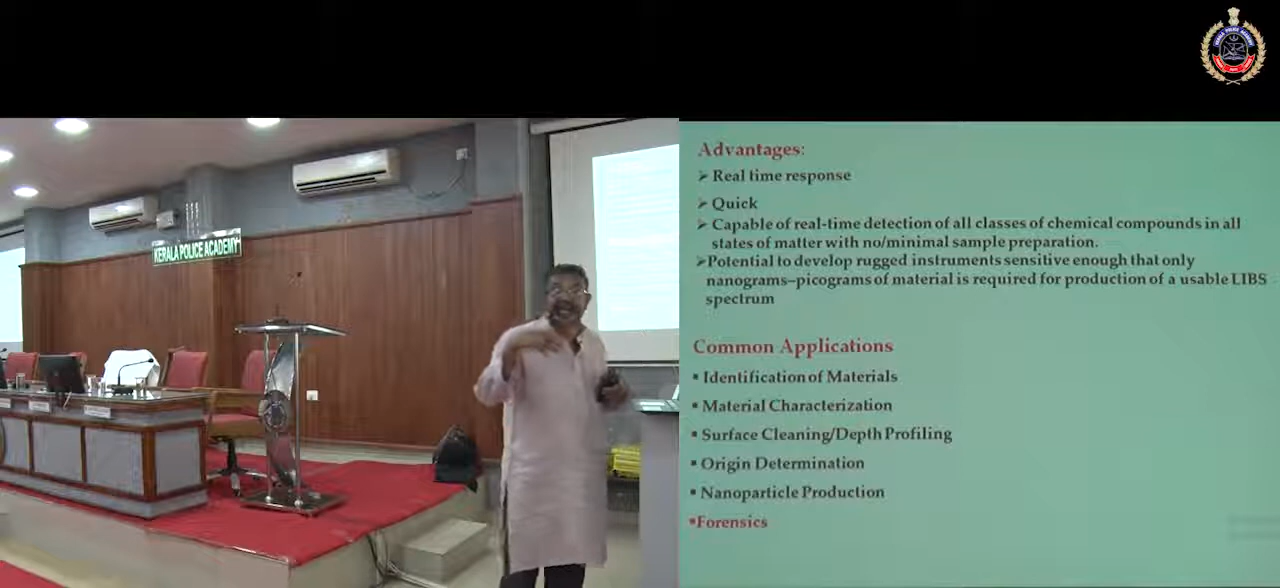 KERALA POLICE ACADEMY
Advantages:
➢ Real time response
➢ Quick
➢ Capable of real-time detection of all classes of chemical compounds in all
states of matter with no/minimal sample preparation.
➢Potential to develop rugged instruments sensitive enough that only
nanograms–picograms of material is required for production of a usable LIBS
spectrum
Common Applications
▪ Identification of Materials
▪ Material Characterization
▪ Surface Cleaning/Depth Profiling
▪ Origin Determination
▪ Nanoparticle Production
▪Forensics